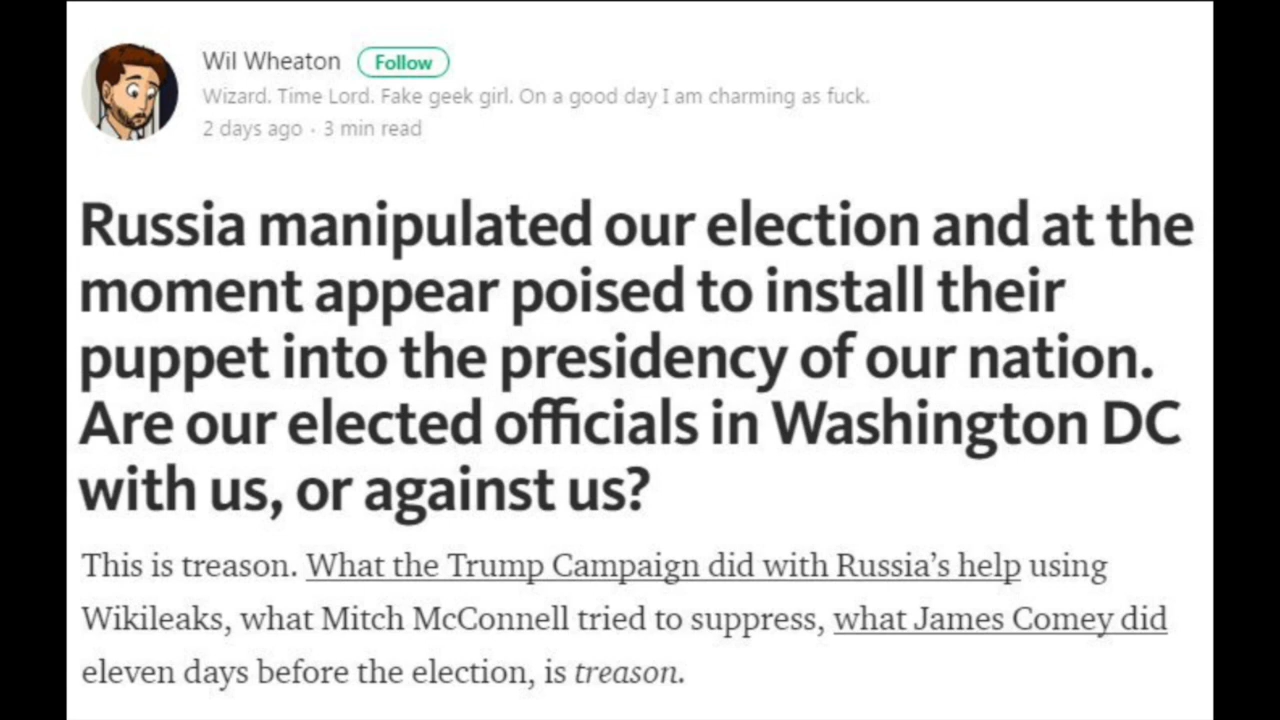 Wil Wheaton Follow
Wizard. Time Lord. Fake geek girl. On a good day I am charming as fuck.
2 days ago · 3 min read
Russia manipulated our election and at the
moment appear poised to install their
puppet into the presidency of our nation.
Are our elected officials in Washington DC
with us, or against us?
This is treason. What the Trump Campaign did with Russia’s help using
Wikileaks, what Mitch McConnell tried to suppress, what James Comey did
eleven days before the election, is treason.